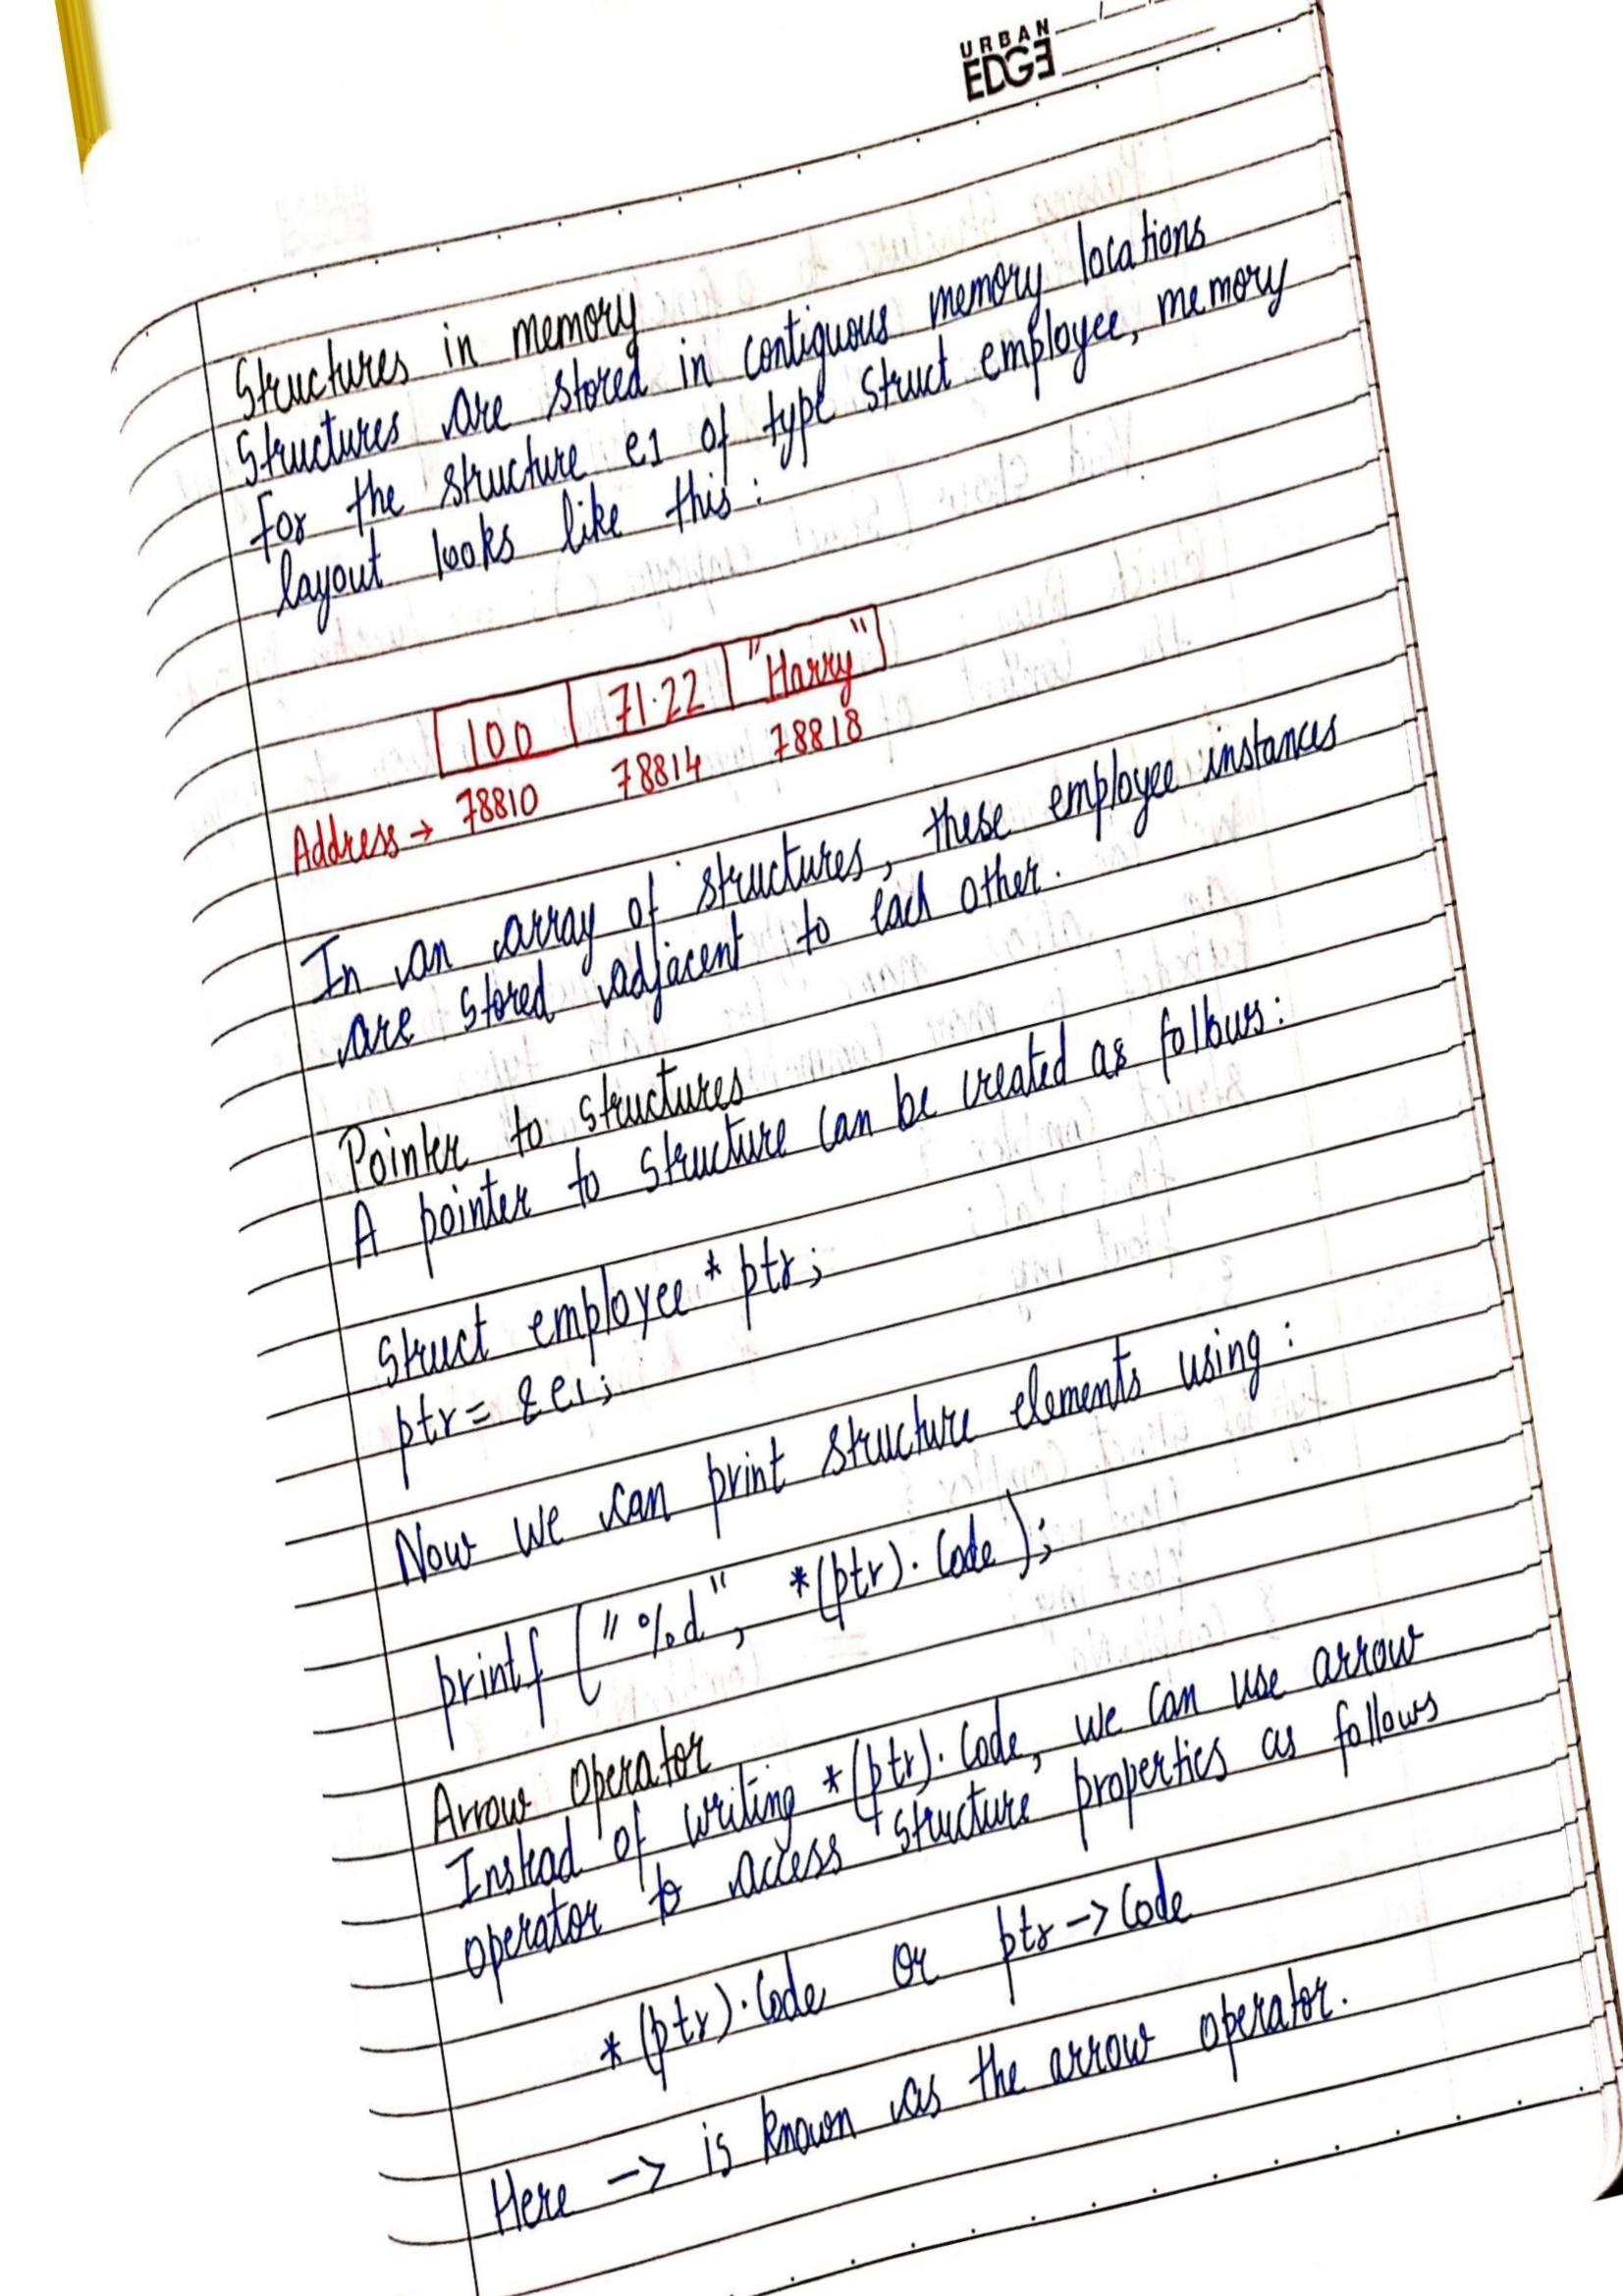 URBAN
EDGE
Structures in memory
Structures are stored in contiguous memory locations
For the structure e1 of type struct employee, memory
layout looks like this :
100 71.22 "Harry"
Address → 78810 78814 78818
In an array of structures, these employee instances
are stored adjacent to each other.
Pointer to structures
A pointer to structure can be created as follows:
Struct employee * ptr;
ptr = &e1;
Now we can print structure elements using :
printf ("%d", *(ptr).Code);
Arrow Operator
Instead of writing *(ptr).Code, we can use arrow
operator to access structure properties as follows
*(ptr).Code or ptr->Code
Here -> is known as the arrow operator.